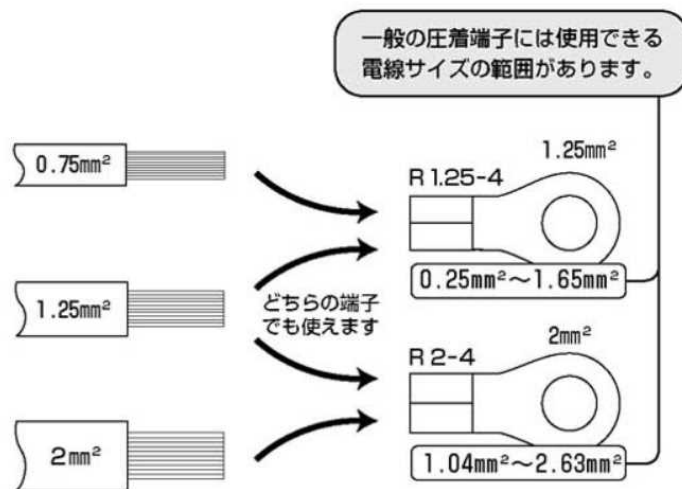 一般の圧着端子には使用できる
電線サイズの範囲があります。
0.75mm²
1.25mm²
R 1.25-4
0.25mm²～1.65mm²
1.25mm²
どちらの端子
でも使えます
2mm²
R 2-4
2mm²
1.04mm²～2.63mm²